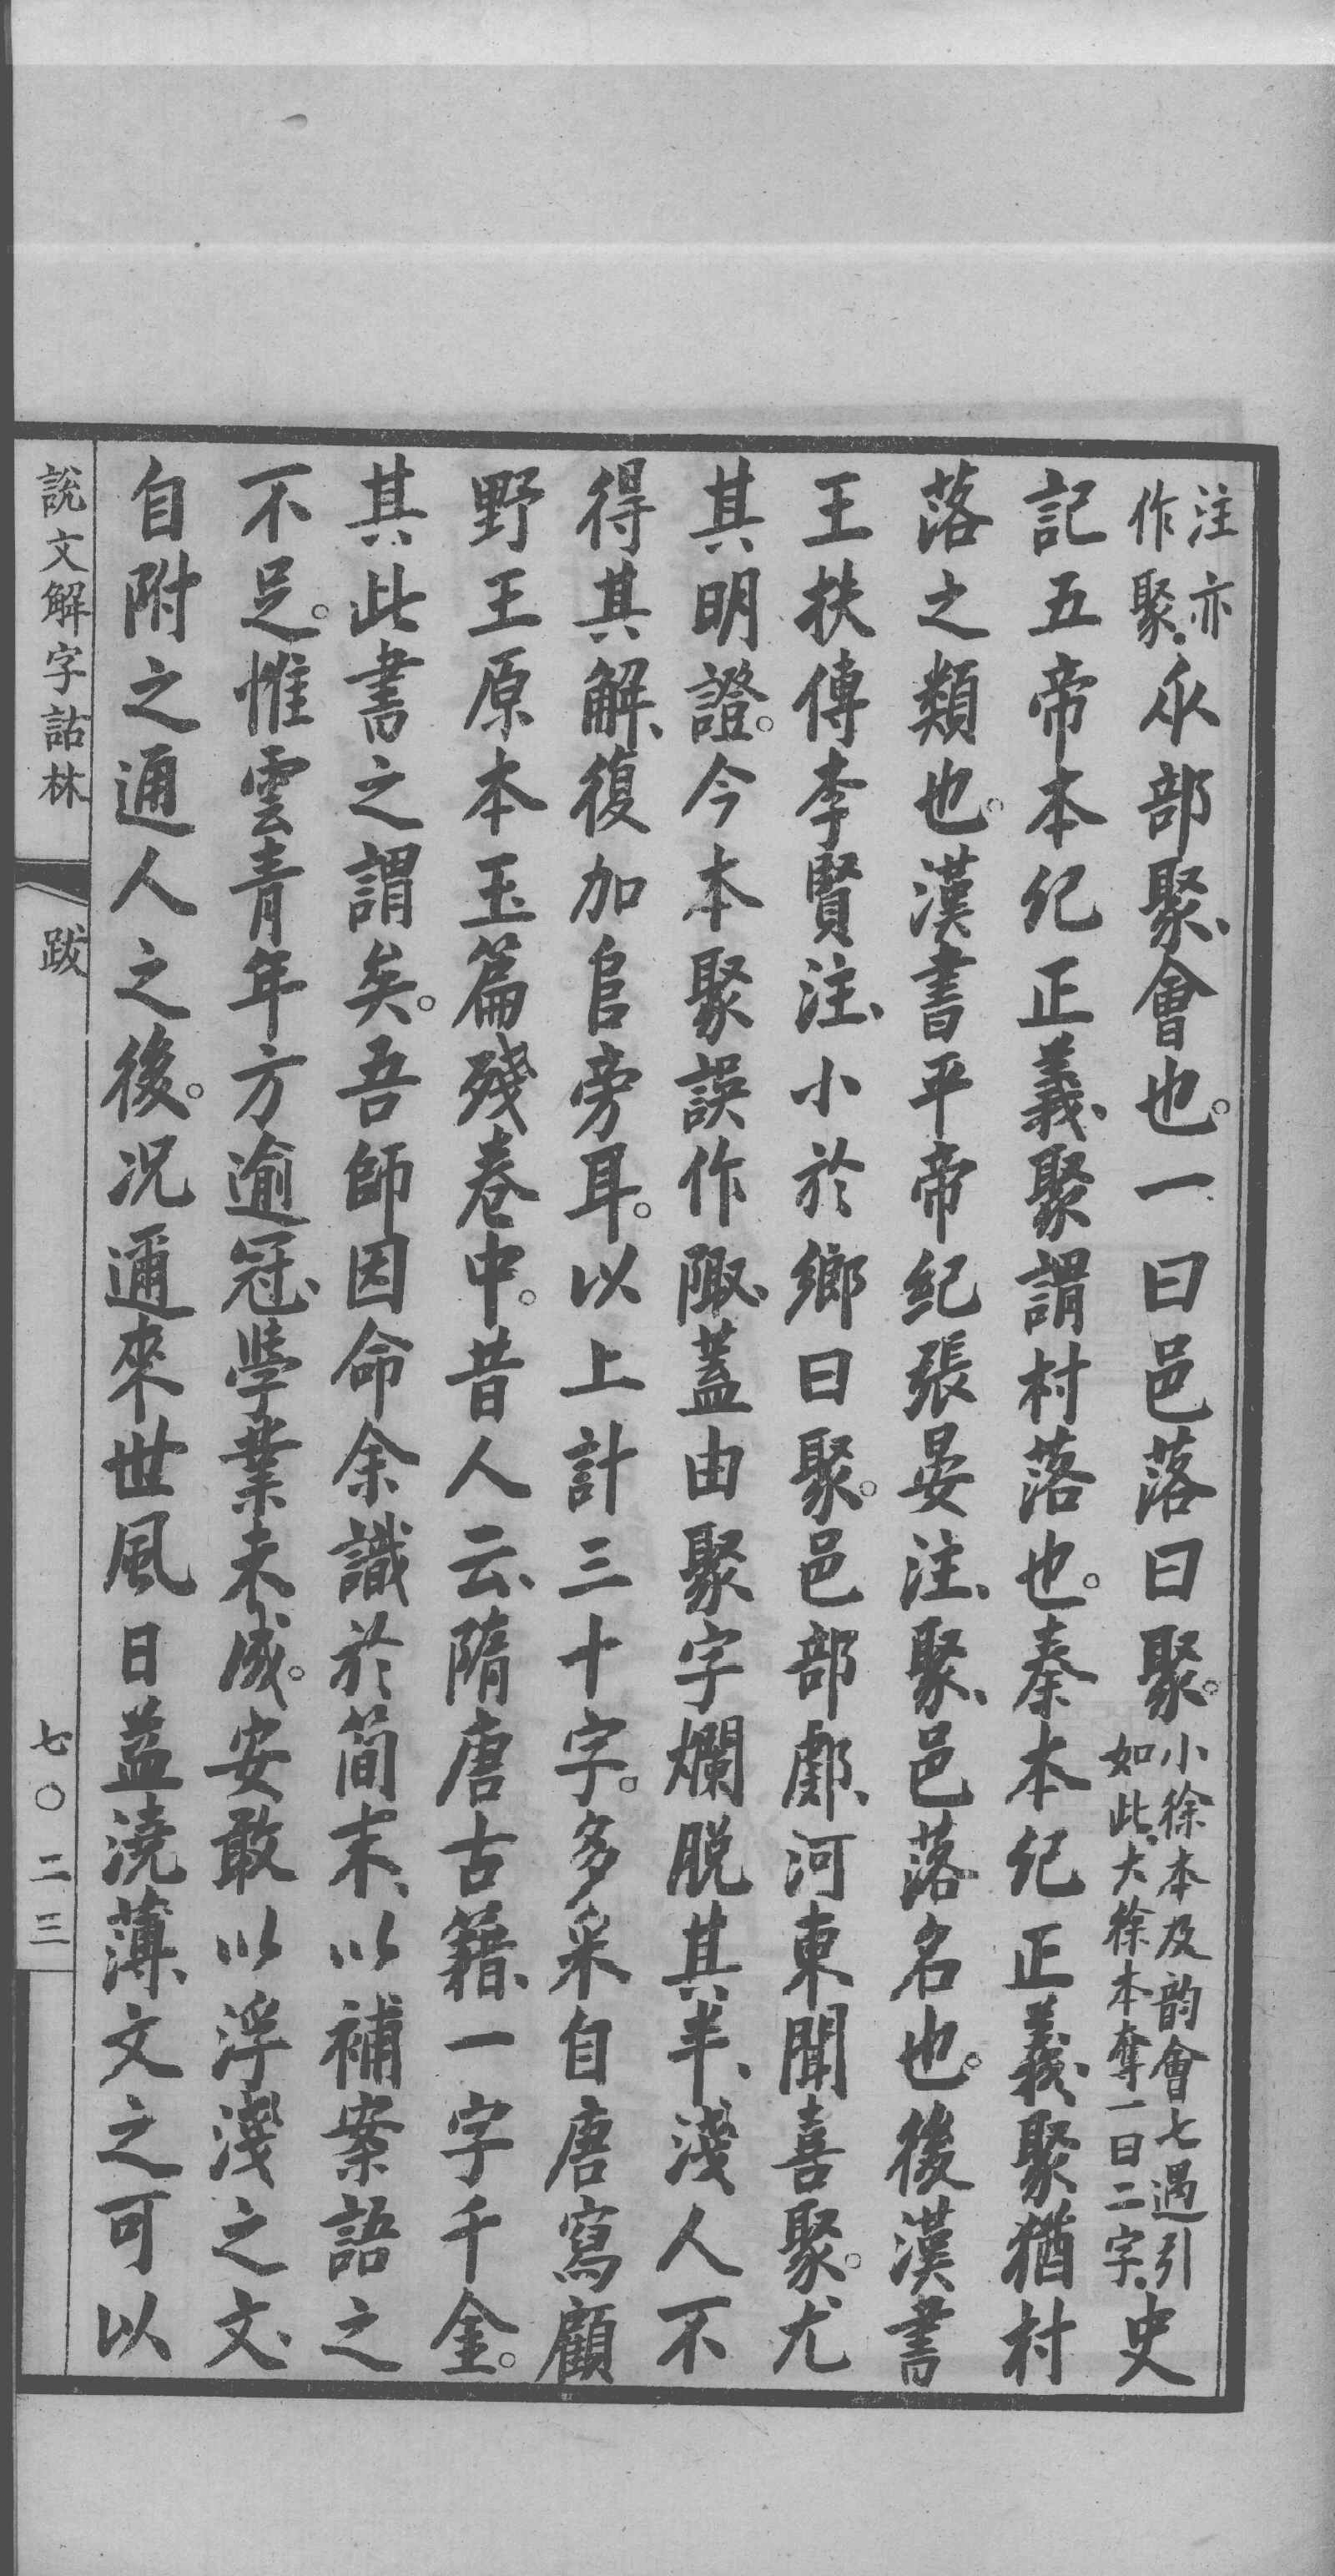 注亦作聚、㐺部聚、會也。一曰邑落曰聚。小徐本及韵會七遇引如此、大徐本奪一曰二字、史
記五帝本纪正義、聚謂村落也。秦本纪正義、聚猶村
落之類也。漢書平帝纪張晏注、聚、邑落名也。後漢書
王扶傳李賢注、小於鄉曰聚。邑部䣜、河東聞喜聚。尤
其明證。今本聚誤作陬、蓋由聚字爛脱其半、淺人不
得其解、復加𨸏旁耳。以上計三十字。多采自唐寫顧
野王原本玉篇殘卷中。昔人云、隋唐古籍、一字千金。
其此書之謂矣。吾師因命余識於简末、以補案語之
不足。惟雲青年方逾冠、學業未成。安敢以浮淺之文、
自附之通人之後。况邇來世風日益澆薄、文之可以
說文解字詁林
跋
七〇二三